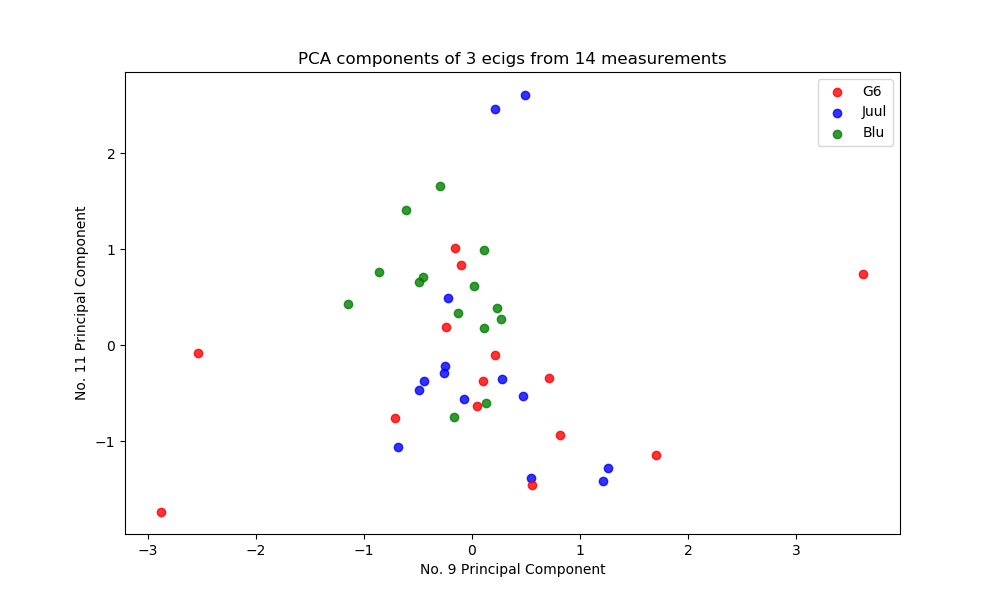 PCA components of 3 ecigs from 14 measurements
G6
Juul
Blu
2
1
0
−1
No. 11 Principal Component
−3
−2
−1
0
1
2
3
No. 9 Principal Component